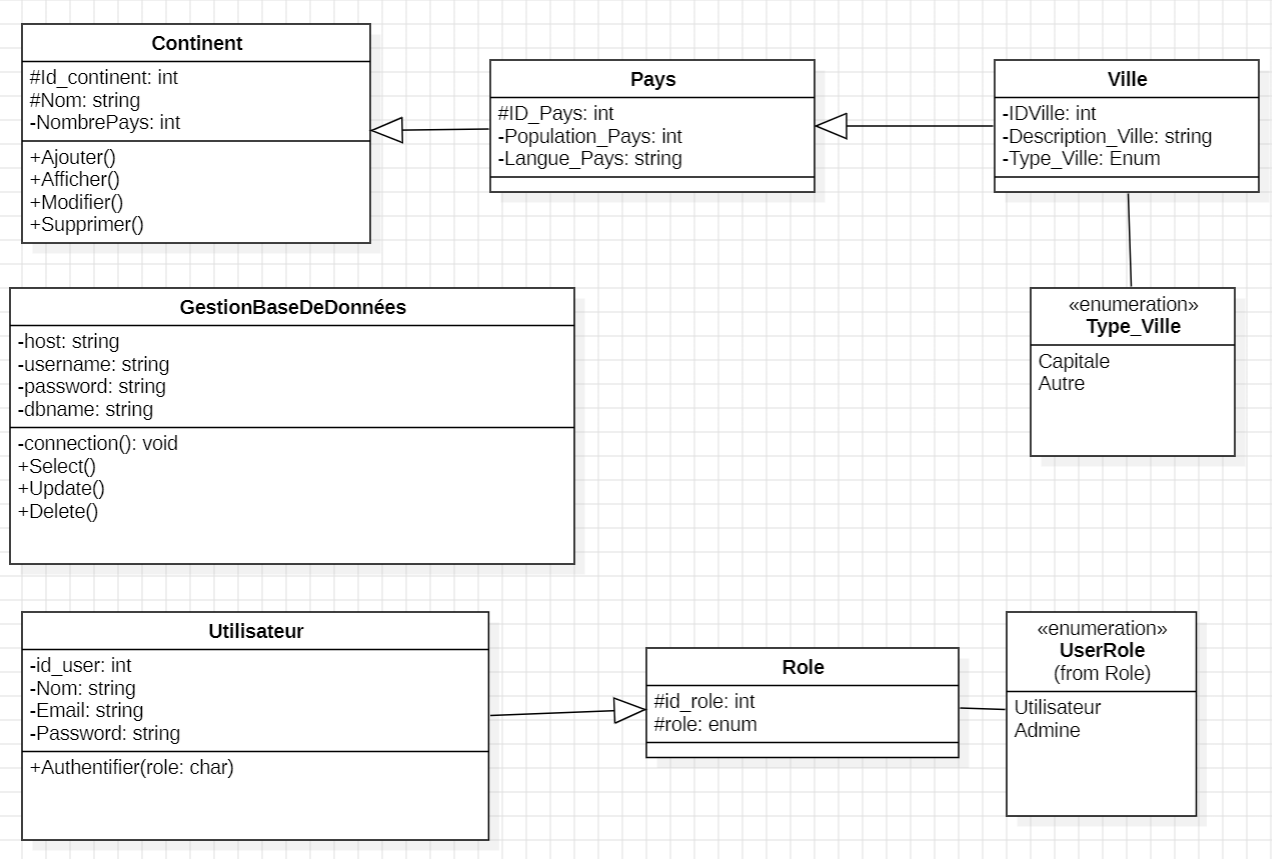 Continent
#Id_continent: int
#Nom: string
-NombrePays: int
+Ajouter()
+Afficher()
+Modifier()
+Supprimer()
Pays
#ID_Pays: int
-Population_Pays: int
-Langue_Pays: string
Ville
-IDVille: int
-Description_Ville: string
-Type_Ville: Enum
«enumeration»
Type_Ville
Capitale
Autre
GestionBaseDeDonnées
-host: string
-username: string
-password: string
-dbname: string
-connection(): void
+Select()
+Update()
+Delete()
Utilisateur
-id_user: int
-Nom: string
-Email: string
-Password: string
+Authentifier(role: char)
Role
#id_role: int
#role: enum
«enumeration»
UserRole
(from Role)
Utilisateur
Admine